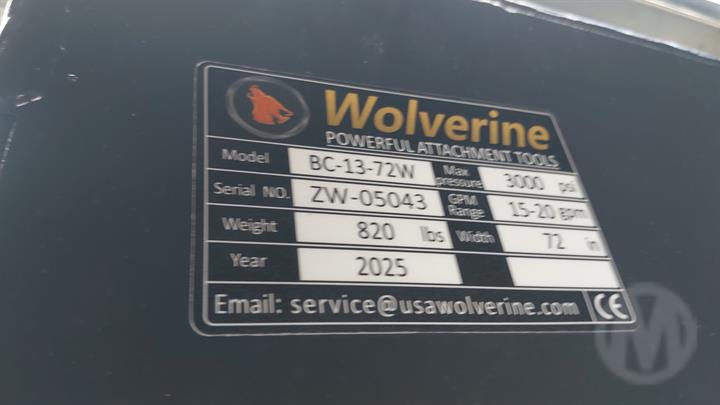 Wolverine
POWERFUL ATTACHMENT TOOLS
Model BC-13-72W Max pressure 3000 psi
Serial NO. ZW-05043 GPM Range 15-20 gpm
Weight 820 lbs Width 72 in
Year 2025
Email: service@usawolverine.com CE
M